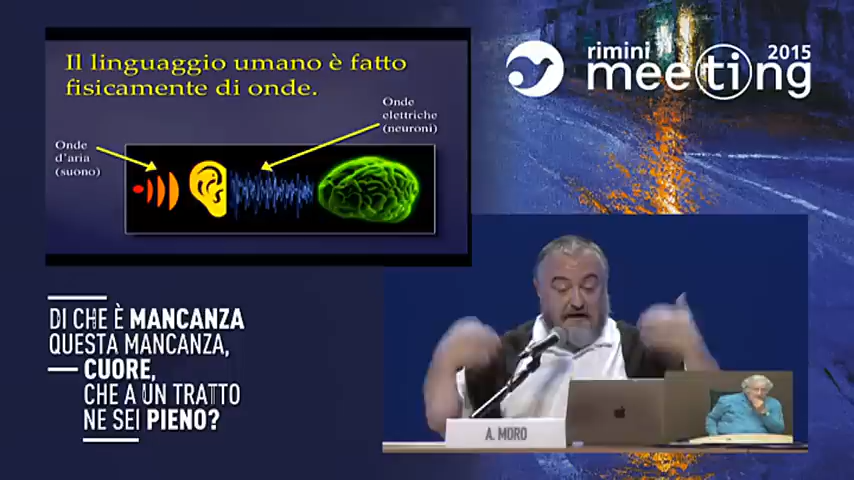 Il linguaggio umano è fatto
fisicamente di onde.
Onde
elettriche
(neuroni)
Onde
d'aria
(suono)
rimini
2015
meeting
DI CHE È MANCANZA
QUESTA MANCANZA,
CUORE,
CHE A UN TRATTO
NE SEI PIENO?
A. MORO